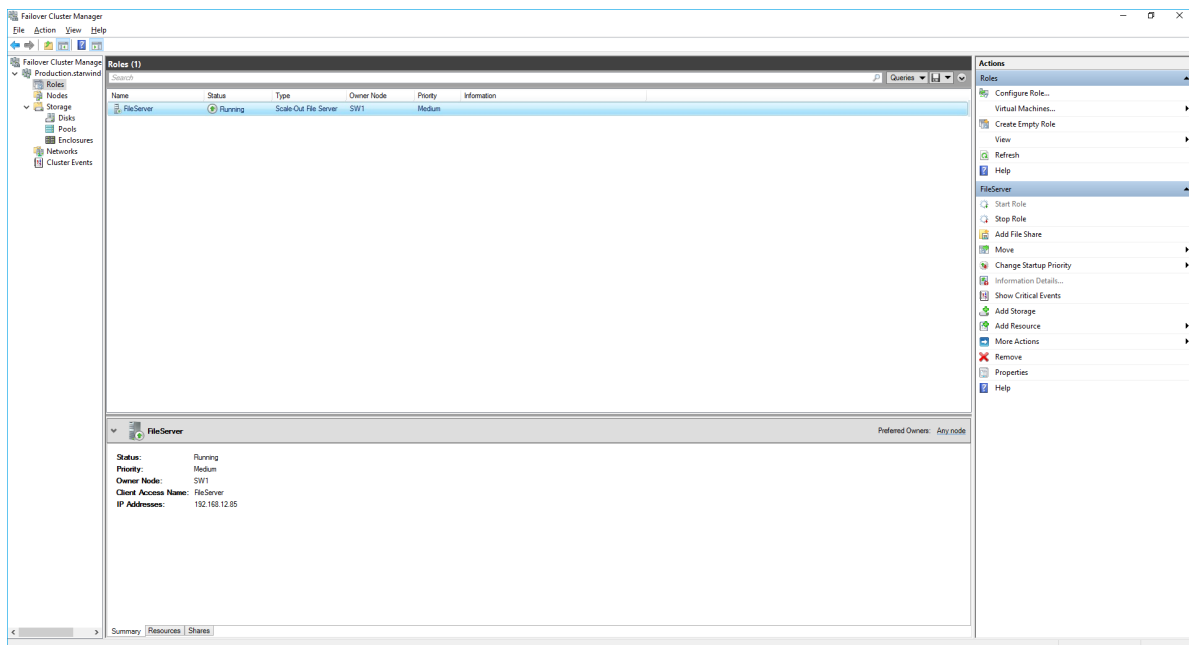 Failover Cluster Manager
File Action View Help
Failover Cluster Manage
Production.starwind
Roles
Nodes
Storage
Disks
Pools
Enclosures
Networks
Cluster Events
Roles (1)
Search
Queries
Name Status Type Owner Node Priority Information
FileServer Running Scale-Out File Server SW1 Medium
FileServer
Preferred Owners: Any node
Status: Running
Priority: Medium
Owner Node: SW1
Client Access Name: FileServer
IP Addresses: 192.168.12.85
Summary Resources Shares
Actions
Roles
Configure Role...
Virtual Machines...
Create Empty Role
View
Refresh
Help
FileServer
Start Role
Stop Role
Add File Share
Move
Change Startup Priority
Information Details...
Show Critical Events
Add Storage
Add Resource
More Actions
Remove
Properties
Help